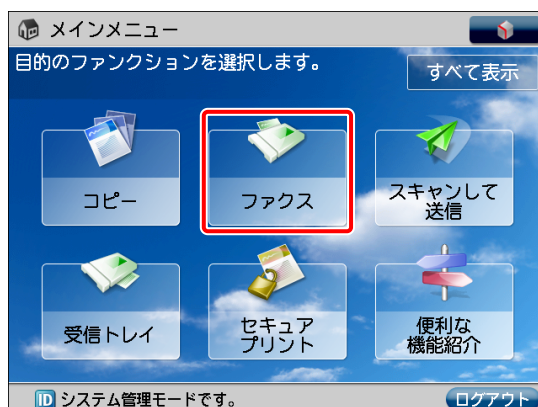 メインメニュー
目的のファンクションを選択します。
すべて表示
コピー
ファクス
スキャンして
送信
受信トレイ
セキュア
プリント
便利な
機能紹介
ID システム管理モードです。
ログアウト